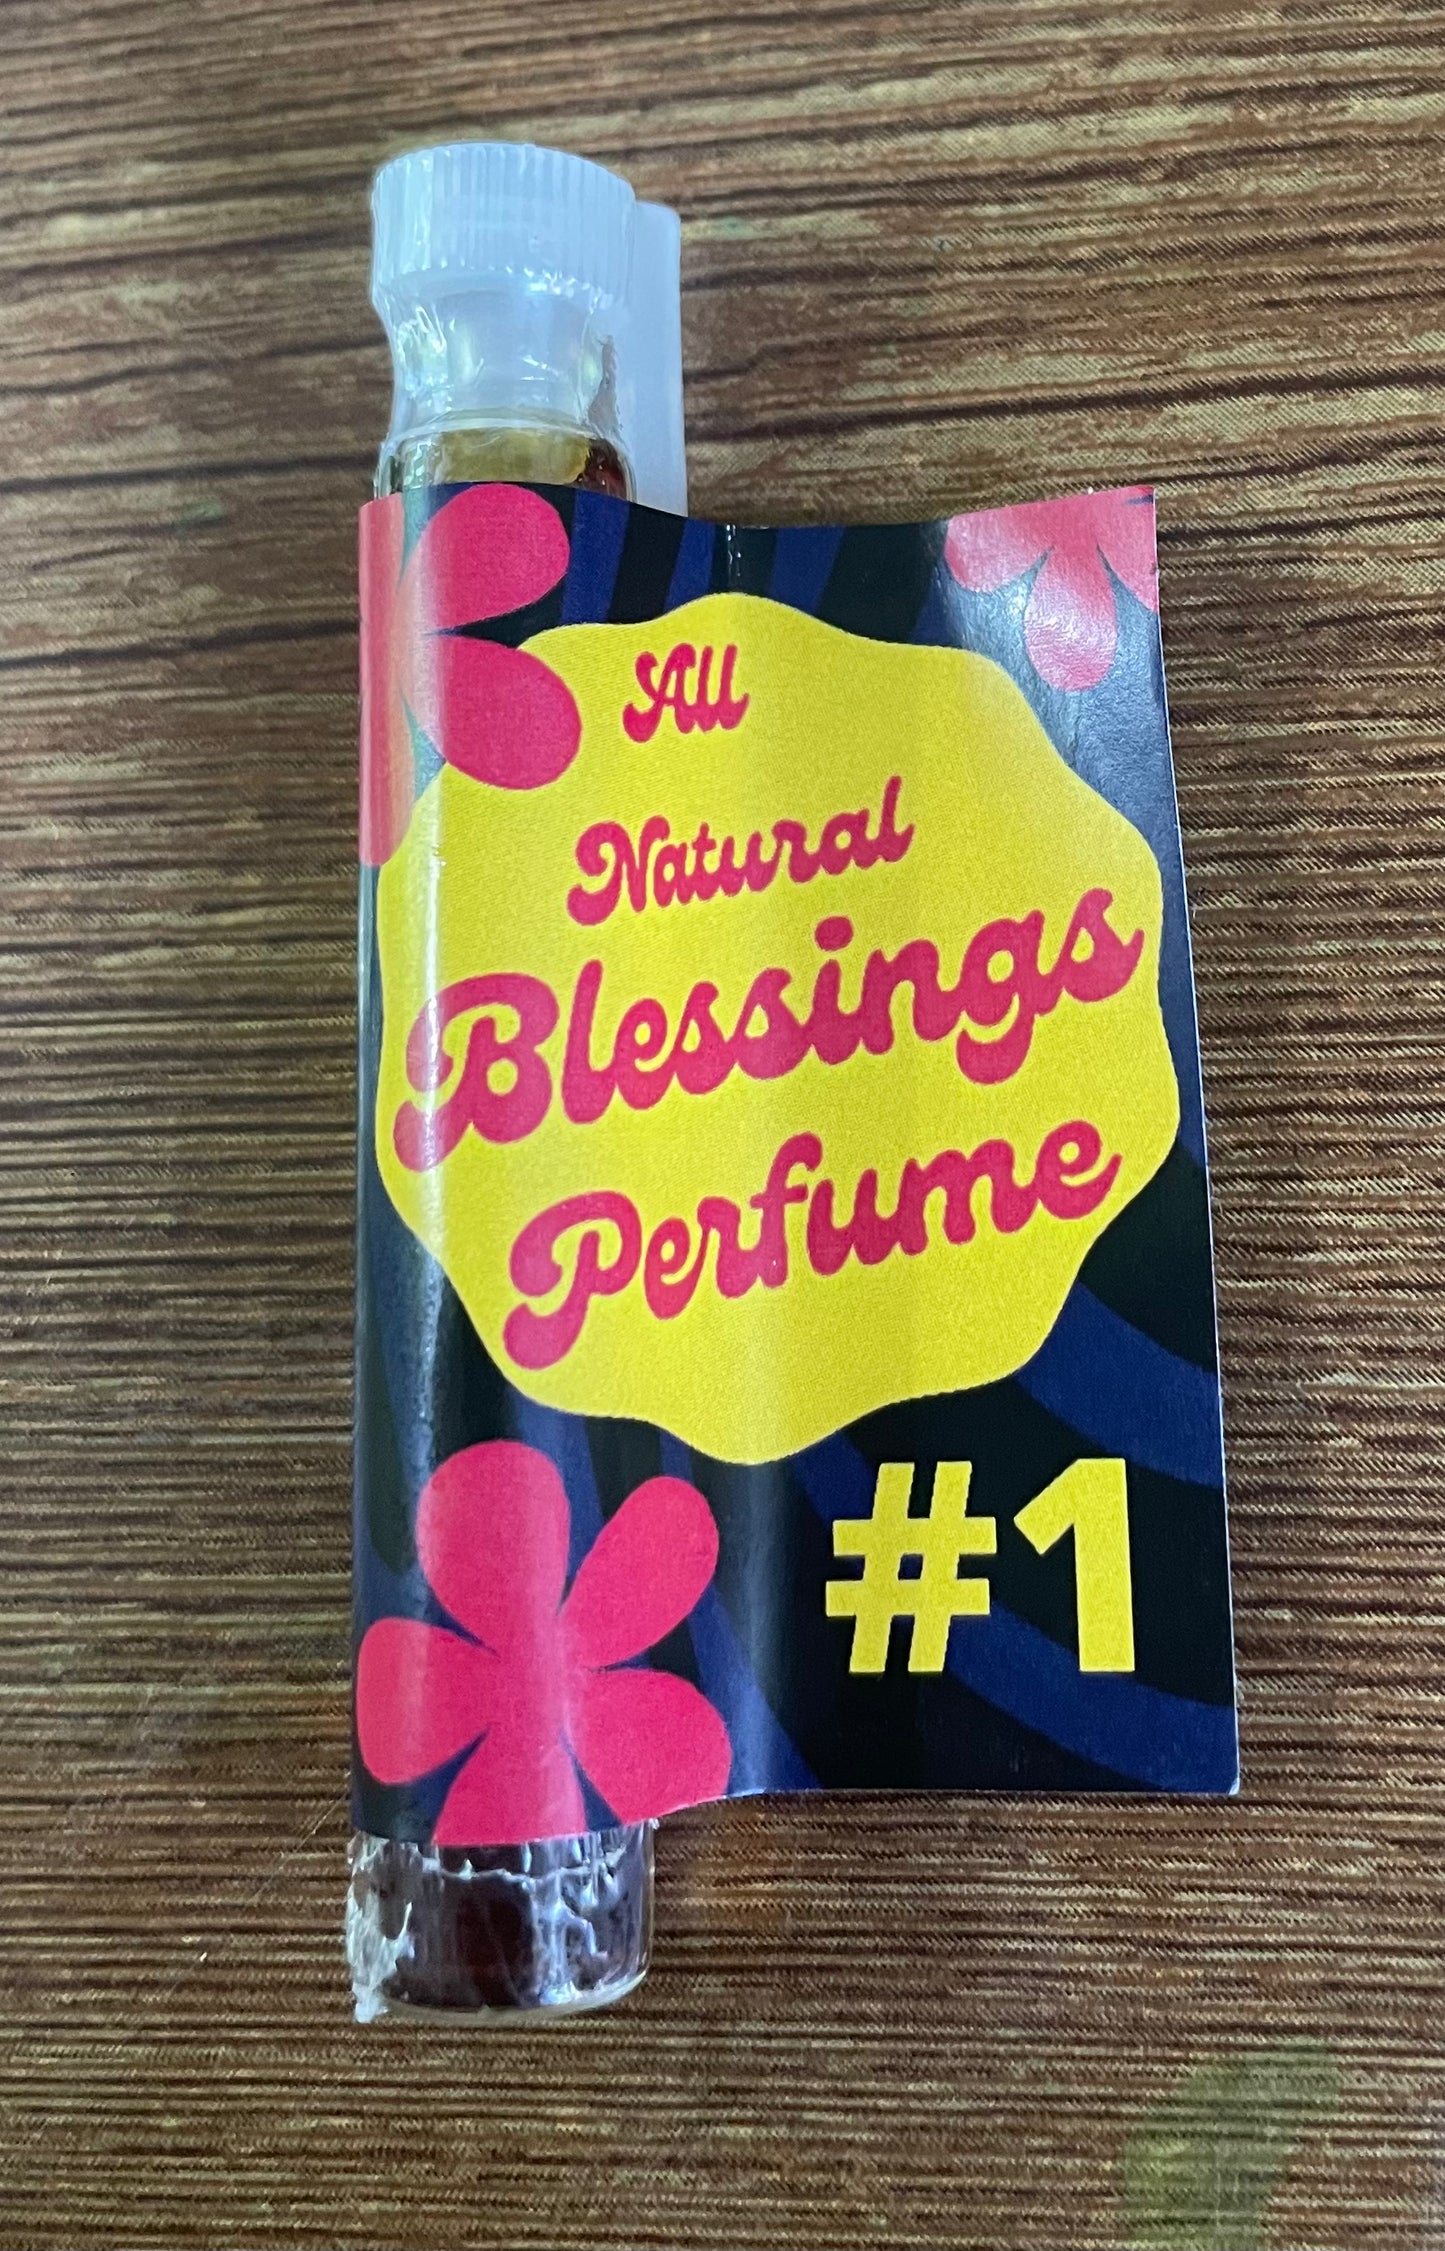 All
Natural
Blessings
Perfume
#1